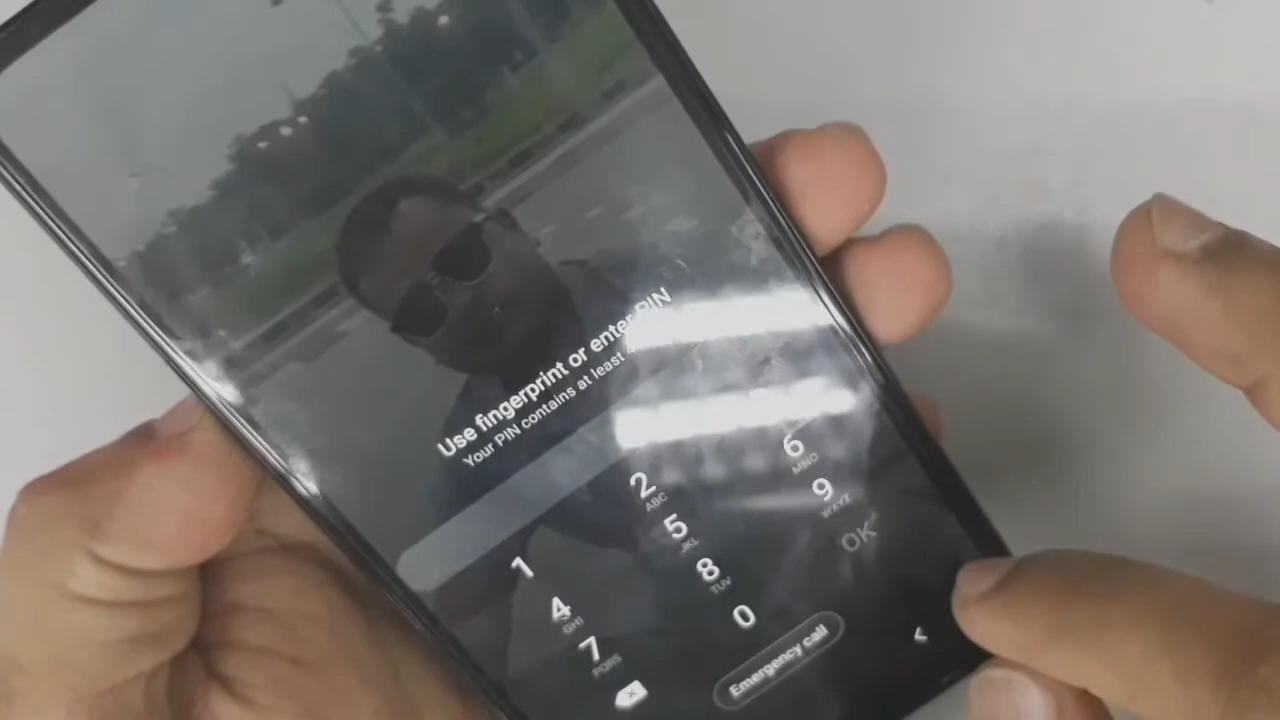 Use fingerprint or enter PIN
Your PIN contains at least
1
2 ABC
4 GHI
5 JKL
6 MNO
7 PQRS
8 TUV
9 WXYZ
0
OK
Emergency call